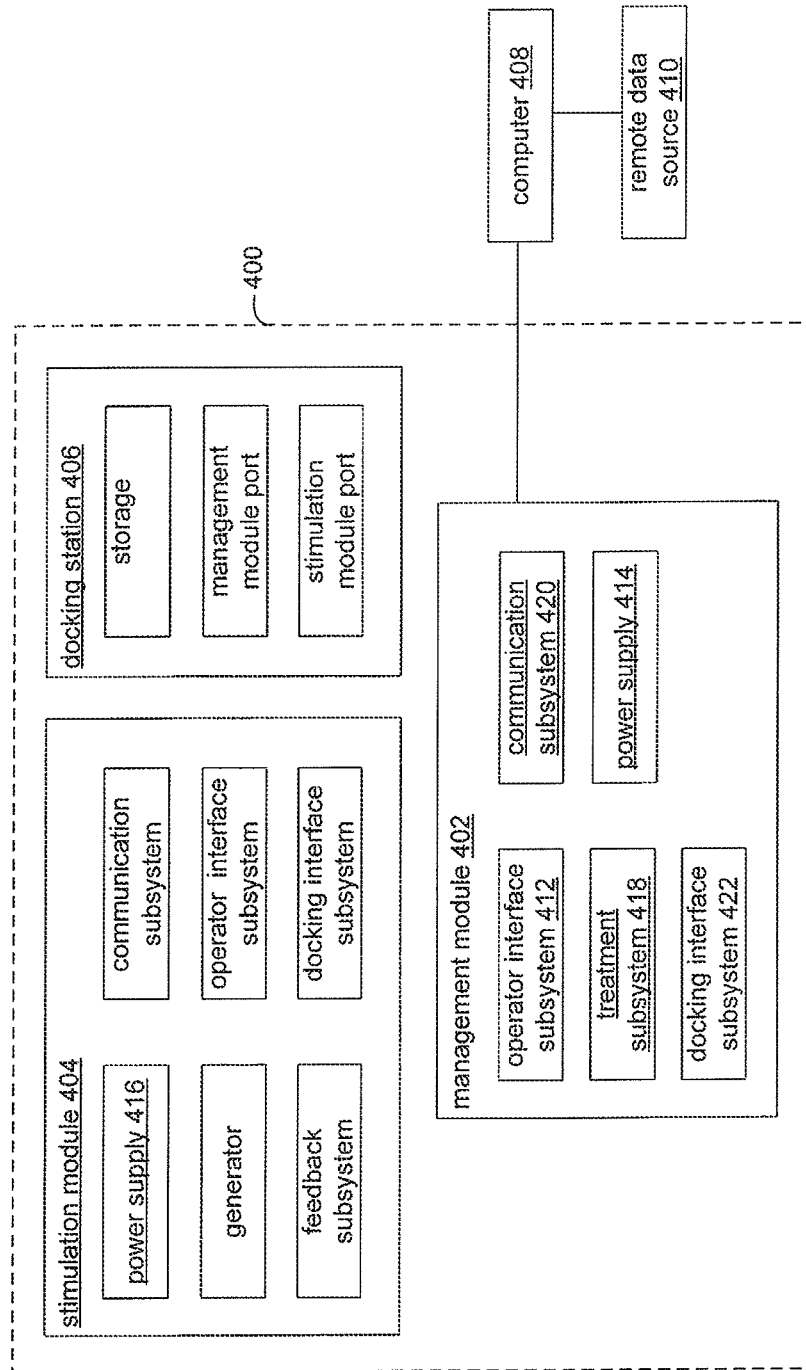 400
stimulation module 404
power supply 416
generator
feedback
subsystem
communication
subsystem
operator interface
subsystem
docking interface
subsystem
docking station 406
storage
management
module port
stimulation
module port
management module 402
operator interface
subsystem 412
treatment
subsystem 418
docking interface
subsystem 422
communication
subsystem 420
power supply 414
computer 408
remote data
source 410